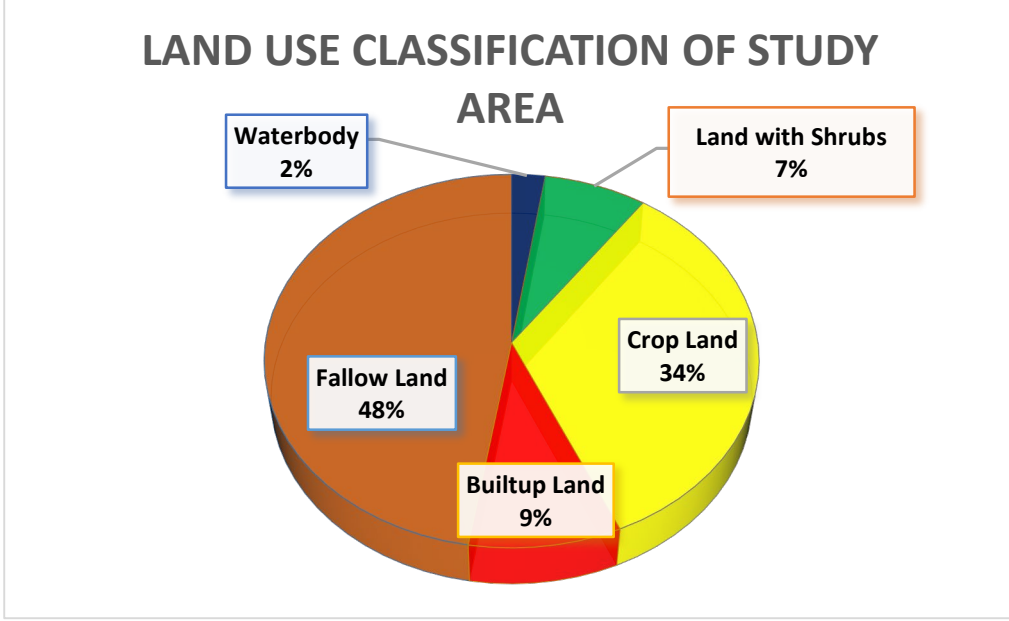 LAND USE CLASSIFICATION OF STUDY
AREA
Waterbody
2%
Land with Shrubs
7%
Crop Land
34%
Fallow Land
48%
Builtup Land
9%